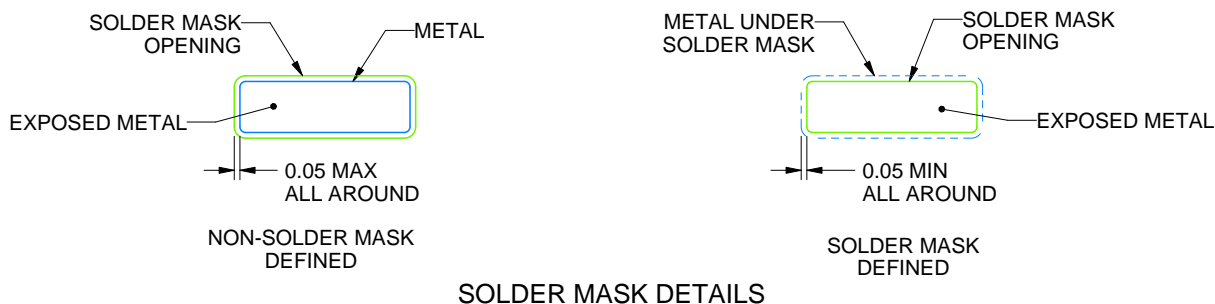 SOLDER MASK
OPENING
METAL
EXPOSED METAL
0.05 MAX
ALL AROUND
NON-SOLDER MASK
DEFINED
METAL UNDER
SOLDER MASK
SOLDER MASK
OPENING
EXPOSED METAL
0.05 MIN
ALL AROUND
SOLDER MASK
DEFINED
SOLDER MASK DETAILS